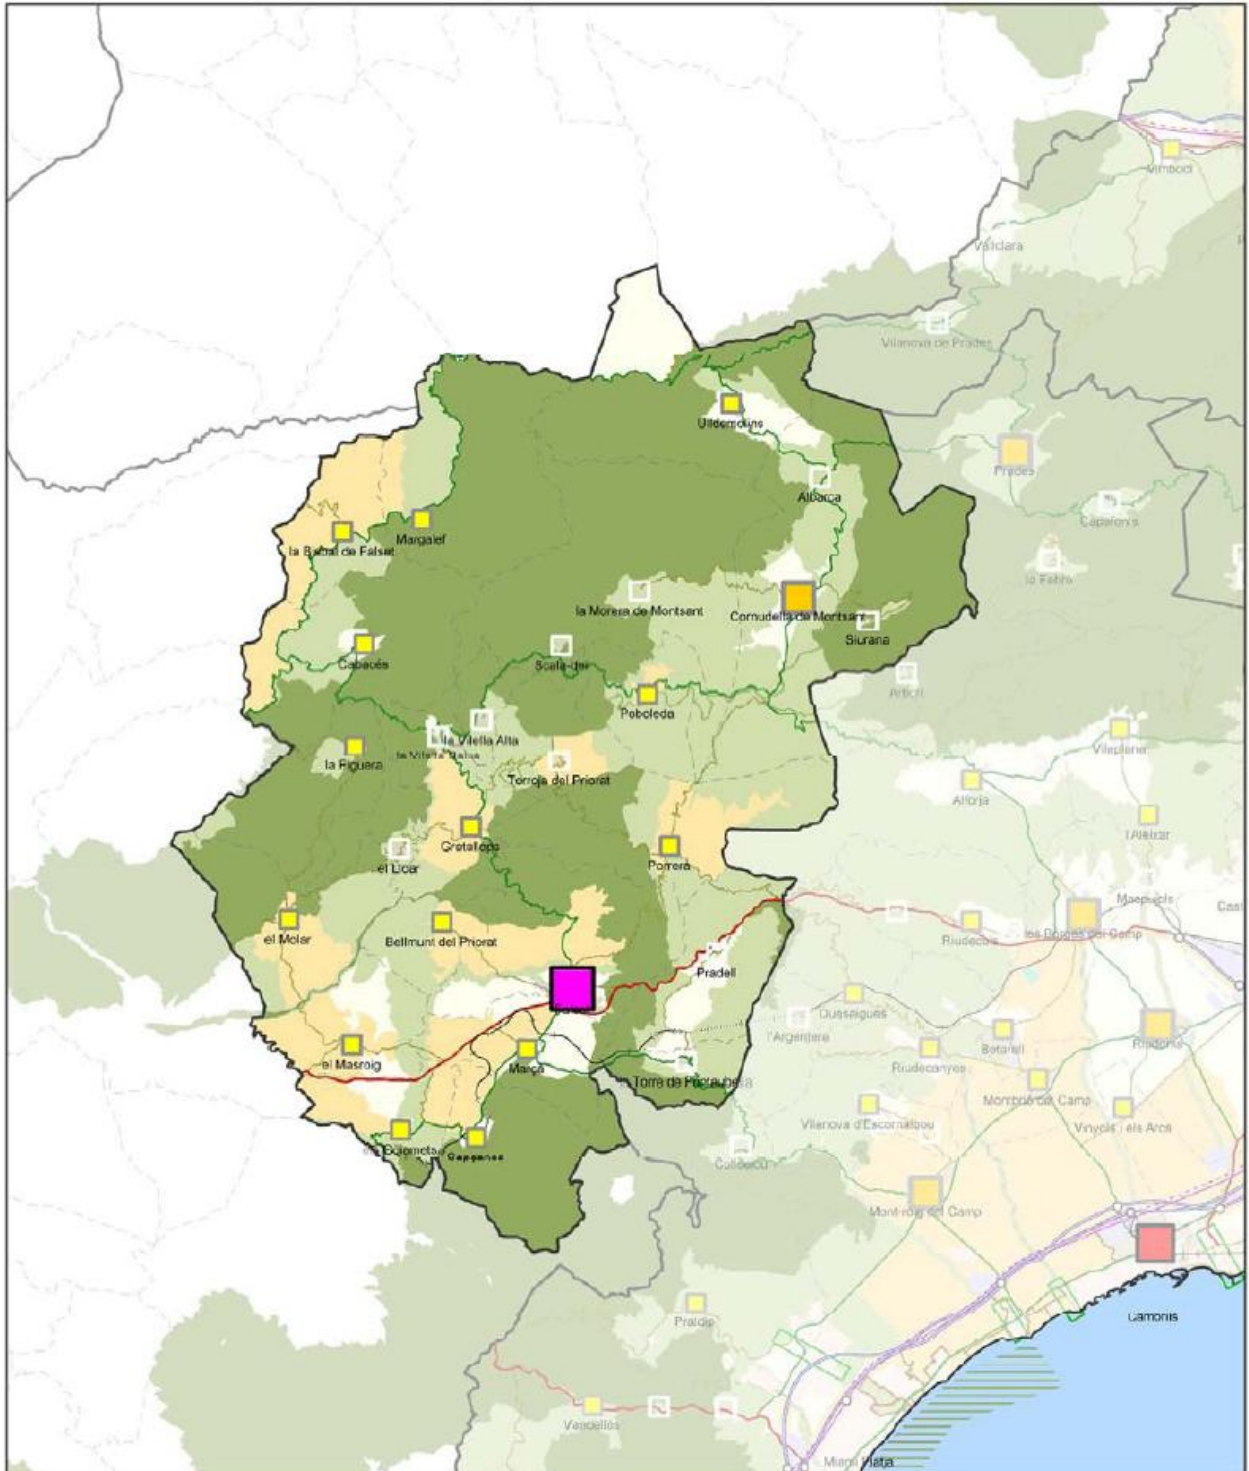 Vimbodí
Vallclara
Vilanova de Prades
Ulldemolins
Prades
Albarca
Capafonts
Margalef
la Bisbal de Falset
la Febró
la Morera de Montsant
Cornudella de Montsant
Siurana
Cabacés
Scala-dei
Arbolí
Poboleda
la Vilella Alta
la Vilella Baixa
Vilaplana
la Figuera
Torroja del Priorat
Alforja
l'Aleixar
Gratallops
Porrera
el Lloar
Maspujols
el Molar
Bellmunt del Priorat
Riudecols
les Borges del Camp
Pradell
Duesaigües
l'Argentera
Botarell
Riudoms
el Masroig
Marçà
Riudecanyes
la Torre de Fontaubella
Montbrió del Camp
Vilanova d'Escornalbou
Vinyols i els Arcs
els Guiamets
Capçanes
Colldejou
Mont-roig del Camp
Pratdip
Cambrils
Vandellòs
Miami Platja